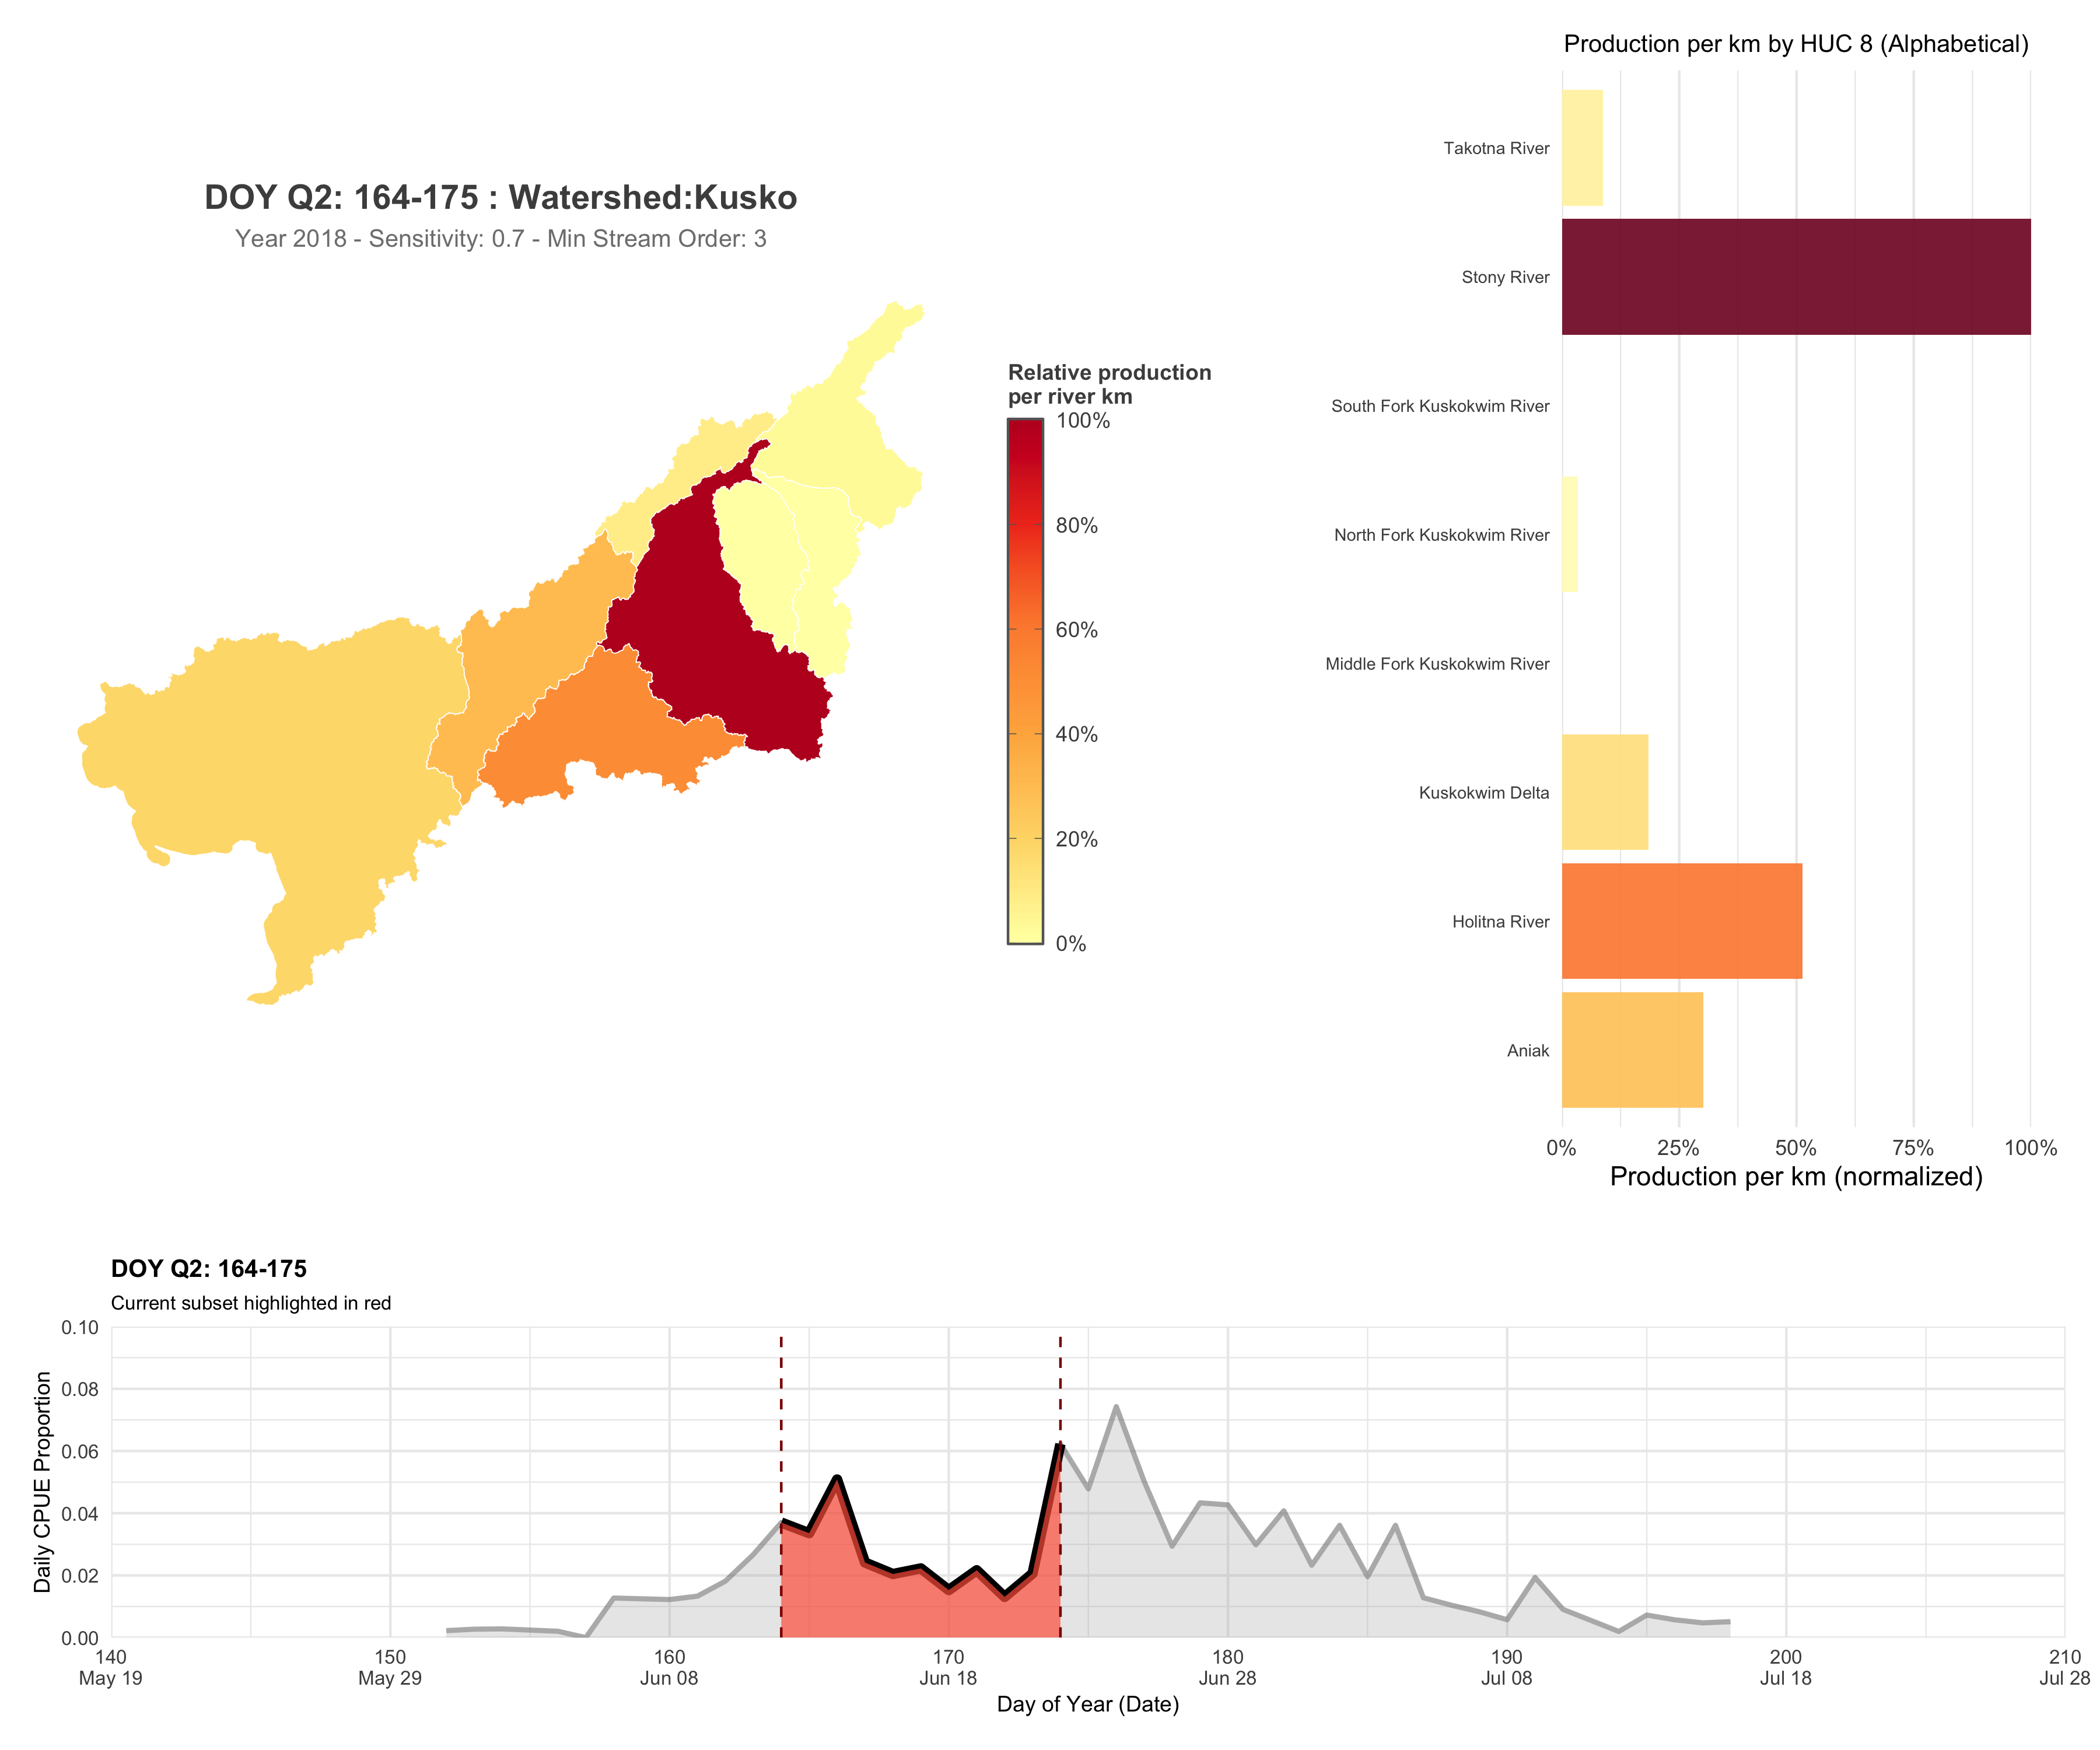 Production per km by HUC 8 (Alphabetical)
Takotna River
Stony River
South Fork Kuskokwim River
North Fork Kuskokwim River
Middle Fork Kuskokwim River
Kuskokwim Delta
Holitna River
Aniak
0% 25% 50% 75% 100%
Production per km (normalized)
DOY Q2: 164-175 : Watershed:Kusko
Year 2018 - Sensitivity: 0.7 - Min Stream Order: 3
Relative production
per river km
100%
80%
60%
40%
20%
0%
DOY Q2: 164-175
Current subset highlighted in red
Daily CPUE Proportion
0.10
0.08
0.06
0.04
0.02
0.00
140 150 160 170 180 190 200 210
May 19 May 29 Jun 08 Jun 18 Jun 28 Jul 08 Jul 18 Jul 28
Day of Year (Date)